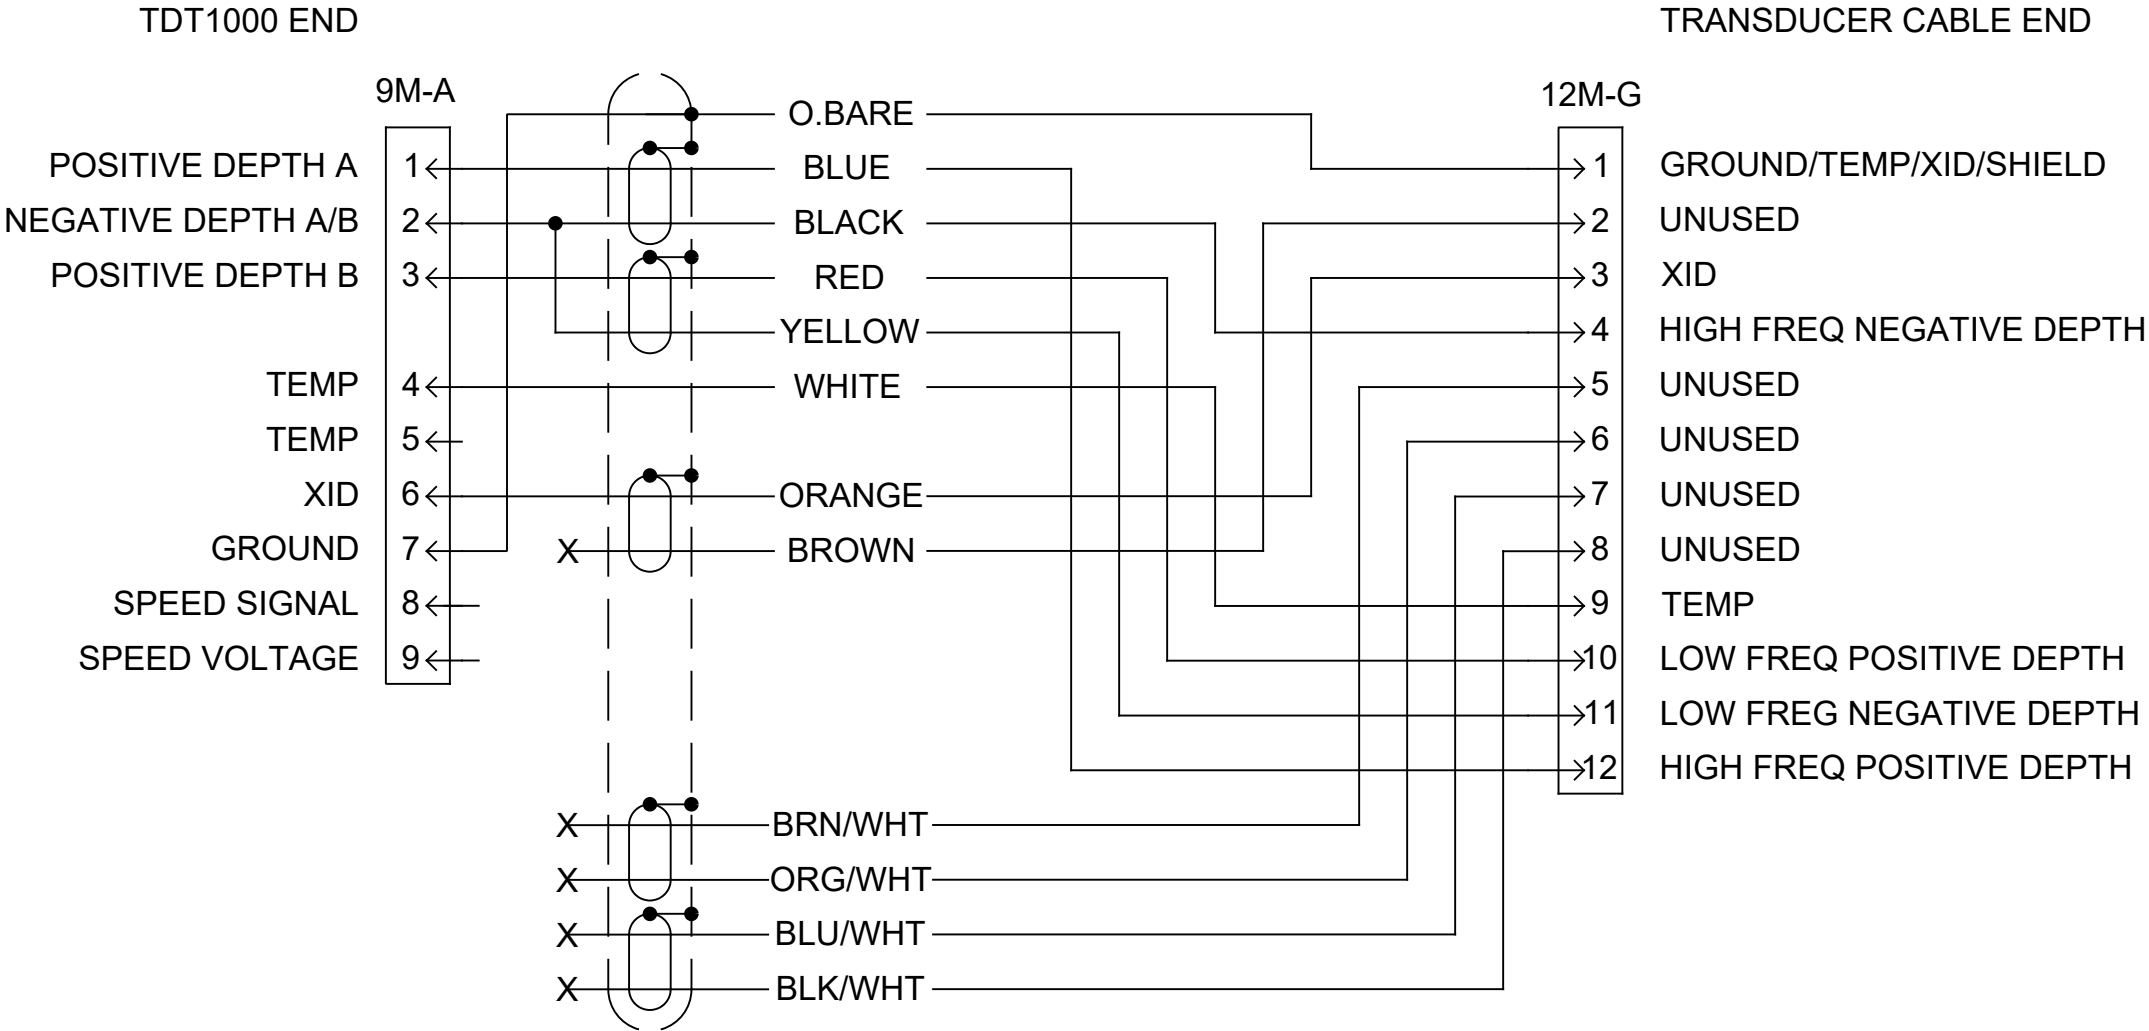 TDT1000 END
TRANSDUCER CABLE END
9M-A
12M-G
O.BARE
POSITIVE DEPTH A 1 BLUE 1 GROUND/TEMP/XID/SHIELD
NEGATIVE DEPTH A/B 2 BLACK 2 UNUSED
POSITIVE DEPTH B 3 RED 3 XID
YELLOW 4 HIGH FREQ NEGATIVE DEPTH
TEMP 4 WHITE 5 UNUSED
TEMP 5 6 UNUSED
XID 6 ORANGE 7 UNUSED
GROUND 7 X BROWN 8 UNUSED
SPEED SIGNAL 8 9 TEMP
SPEED VOLTAGE 9 10 LOW FREQ POSITIVE DEPTH
11 LOW FREG NEGATIVE DEPTH
12 HIGH FREQ POSITIVE DEPTH
X BRN/WHT
X ORG/WHT
X BLU/WHT
X BLK/WHT